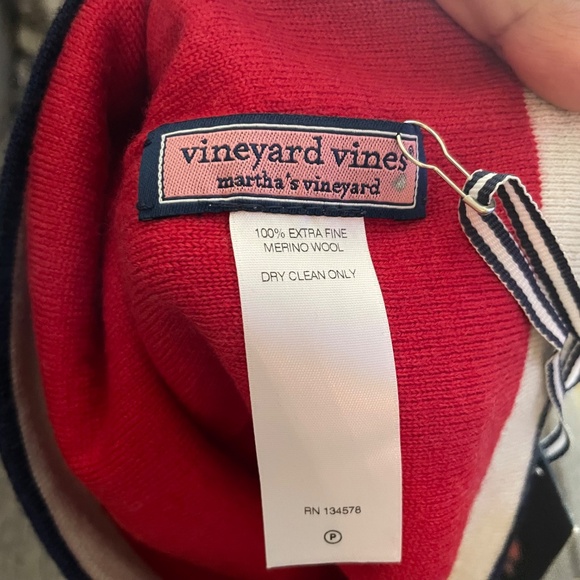 vineyard vines®
martha's vineyard
100% EXTRA FINE
MERINO WOOL
DRY CLEAN ONLY
RN 134578
P